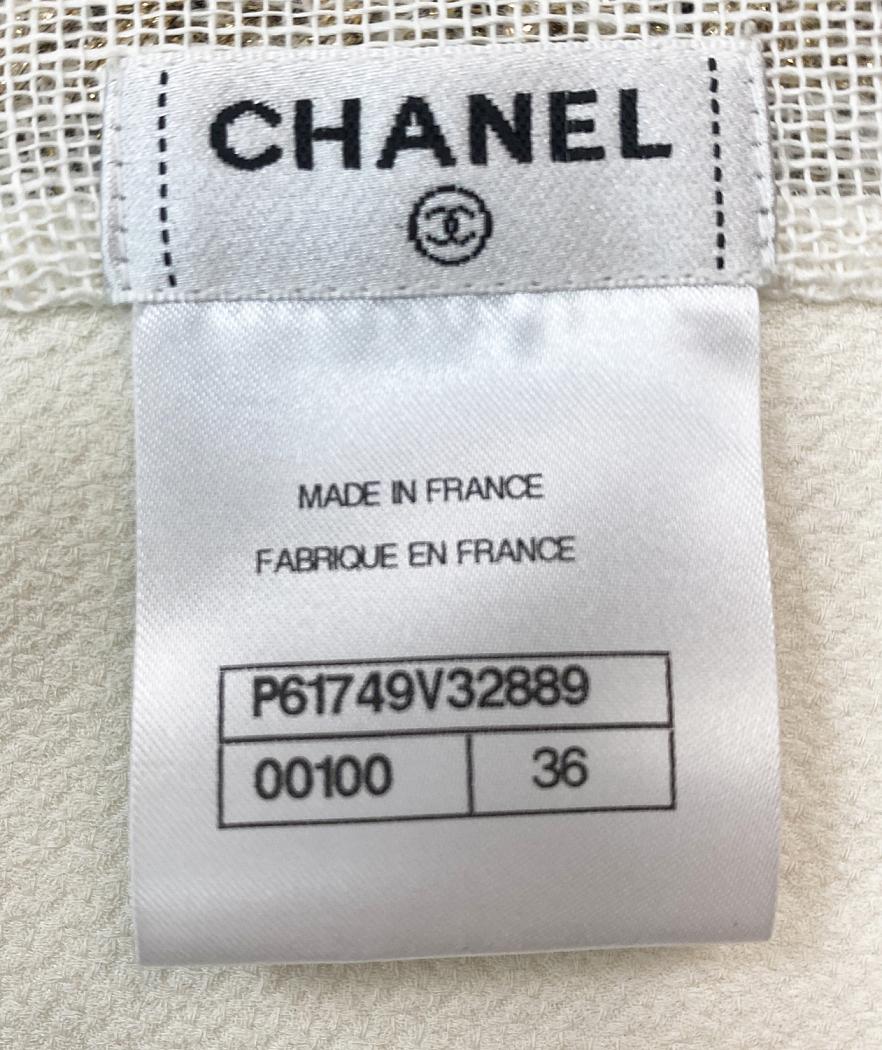 CHANEL
MADE IN FRANCE
FABRIQUE EN FRANCE
P61749V32889
00100 36